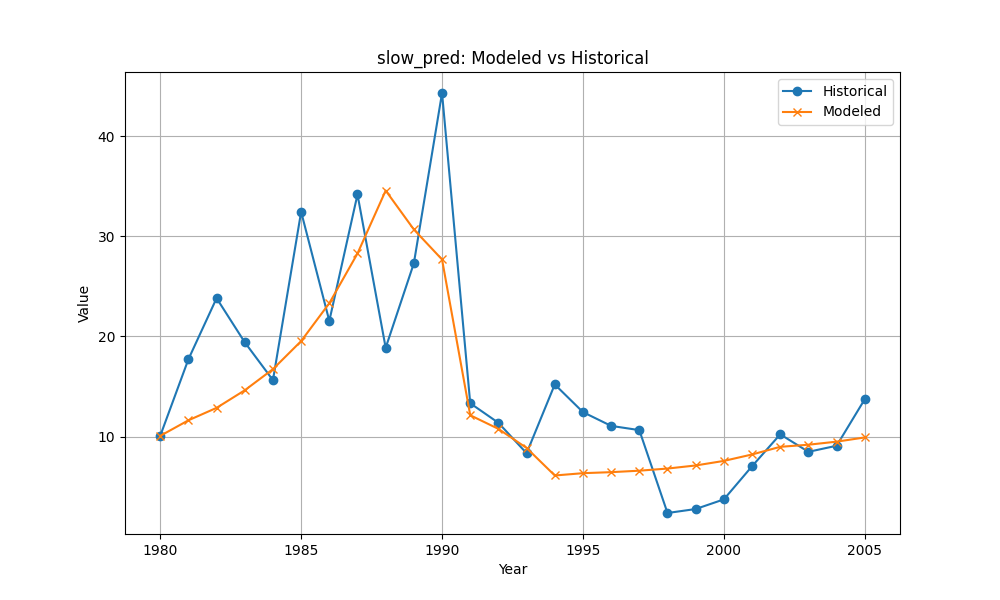 slow_pred: Modeled vs Historical
Historical
Modeled
Value
40
30
20
10
1980
1985
1990
1995
2000
2005
Year